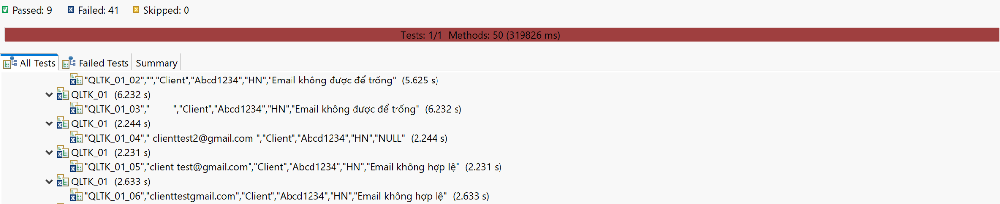 Passed: 9 Failed: 41 Skipped: 0
Tests: 1/1 Methods: 50 (319826 ms)
All Tests Failed Tests Summary
"QLTK_01_02","","Client","Abcd1234","HN","Email không được để trống" (5.625 s)
QLTK_01 (6.232 s)
"QLTK_01_03","        ","Client","Abcd1234","HN","Email không được để trống" (6.232 s)
QLTK_01 (2.244 s)
"QLTK_01_04"," clienttest2@gmail.com ","Client","Abcd1234","HN","NULL" (2.244 s)
QLTK_01 (2.231 s)
"QLTK_01_05","client test@gmail.com","Client","Abcd1234","HN","Email không hợp lệ" (2.231 s)
QLTK_01 (2.633 s)
"QLTK_01_06","clienttestgmail.com","Client","Abcd1234","HN","Email không hợp lệ" (2.633 s)